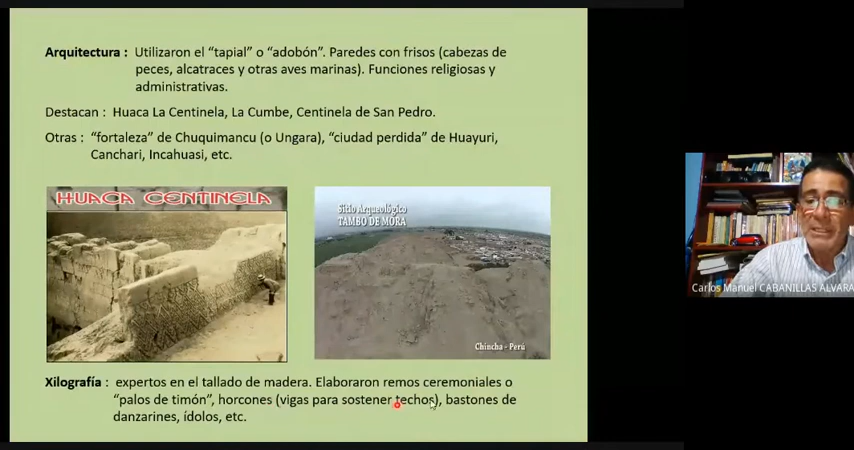 Arquitectura : Utilizaron el “tapial” o “adobón”. Paredes con frisos (cabezas de
peces, alcatraces y otras aves marinas). Funciones religiosas y
administrativas.
Destacan : Huaca La Centinela, La Cumbe, Centinela de San Pedro.
Otras : “fortaleza” de Chuquimancu (o Ungara), “ciudad perdida” de Huayuri,
Canchari, Incahuasi, etc.
HUACA CENTINELA
Sitio Arqueológico
TAMBO DE MORA
Chincha - Perú
Carlos Manuel CABANILLAS ALVARA
Xilografía : expertos en el tallado de madera. Elaboraron remos ceremoniales o
“palos de timón”, horcones (vigas para sostener techos), bastones de
danzarines, ídolos, etc.